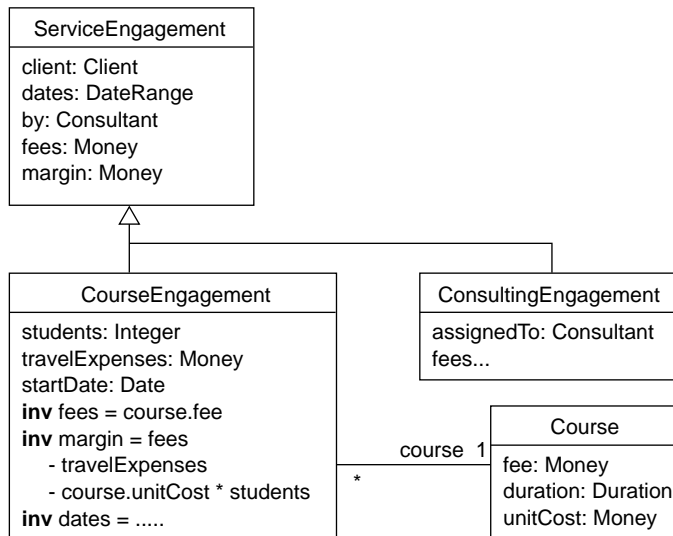 ServiceEngagement
client: Client
dates: DateRange
by: Consultant
fees: Money
margin: Money
CourseEngagement
students: Integer
travelExpenses: Money
startDate: Date
inv fees = course.fee
inv margin = fees
- travelExpenses
- course.unitCost * students
inv dates = .....
ConsultingEngagement
assignedTo: Consultant
fees...
course 1
*
Course
fee: Money
duration: Duration
unitCost: Money